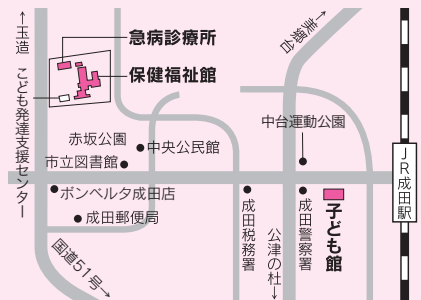 ←玉造
急病診療所
←美郷台
保健福祉館
こども発達支援センター
中台運動公園
赤坂公園
中央公民館
市立図書館
JR成田駅
ボンベルタ成田店
成田郵便局
成田税務署
成田警察署
子ども館
公津の杜→
国道51号→